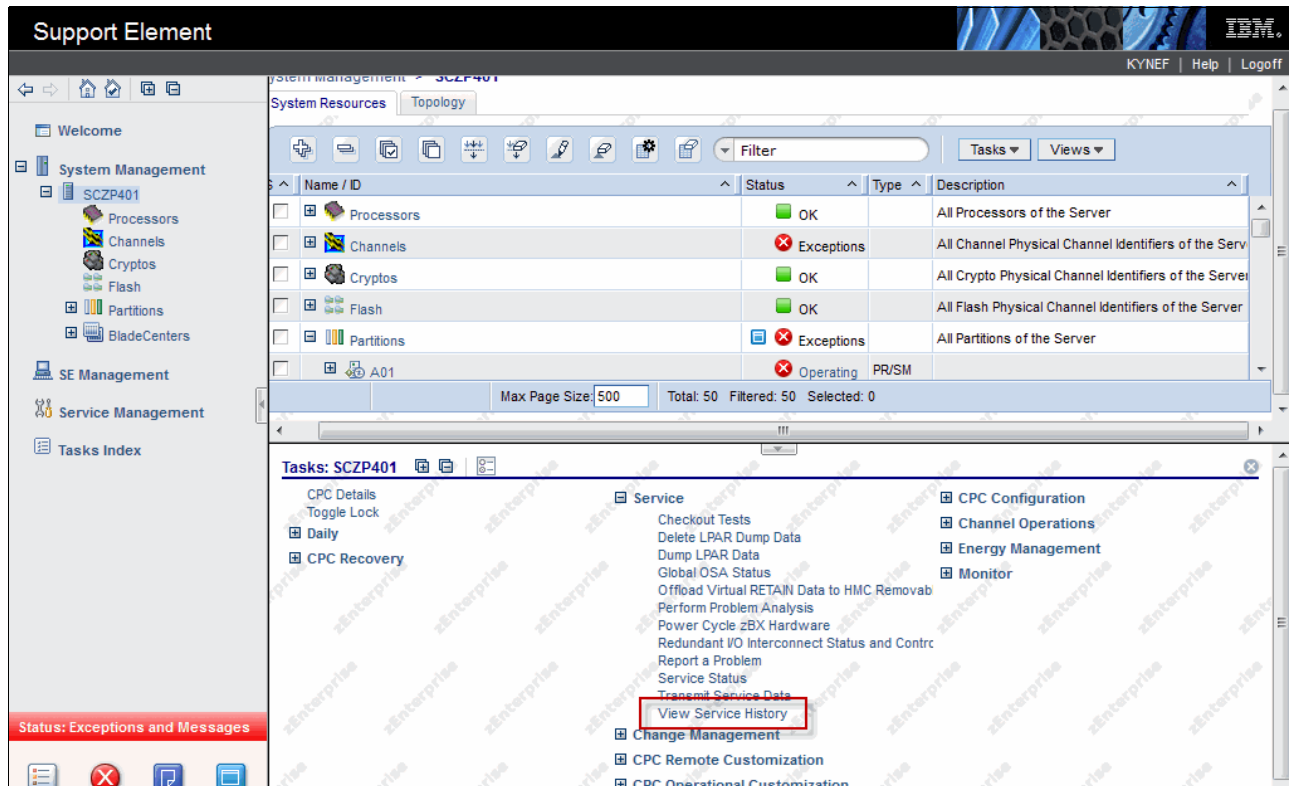 Support Element
IBM.
KYNEF | Help | Logoff
System Management > SCZP401
System Resources Topology
Welcome
System Management
SCZP401
Processors
Channels
Cryptos
Flash
Partitions
BladeCenters
SE Management
Service Management
Tasks Index
Filter
Tasks Views
S Name / ID Status Type Description
Processors OK All Processors of the Server
Channels Exceptions All Channel Physical Channel Identifiers of the Serv
Cryptos OK All Crypto Physical Channel Identifiers of the Server
Flash OK All Flash Physical Channel Identifiers of the Server
Partitions Exceptions All Partitions of the Server
A01 Operating PR/SM
Max Page Size: 500 Total: 50 Filtered: 50 Selected: 0
Tasks: SCZP401
CPC Details
Toggle Lock
Daily
CPC Recovery
Service
Checkout Tests
Delete LPAR Dump Data
Dump LPAR Data
Global OSA Status
Offload Virtual RETAIN Data to HMC Removab
Perform Problem Analysis
Power Cycle zBX Hardware
Redundant I/O Interconnect Status and Contro
Report a Problem
Service Status
Transmit Service Data
View Service History
Change Management
CPC Remote Customization
CPC Operational Customization
CPC Configuration
Channel Operations
Energy Management
Monitor
zEnterprise
Status: Exceptions and Messages